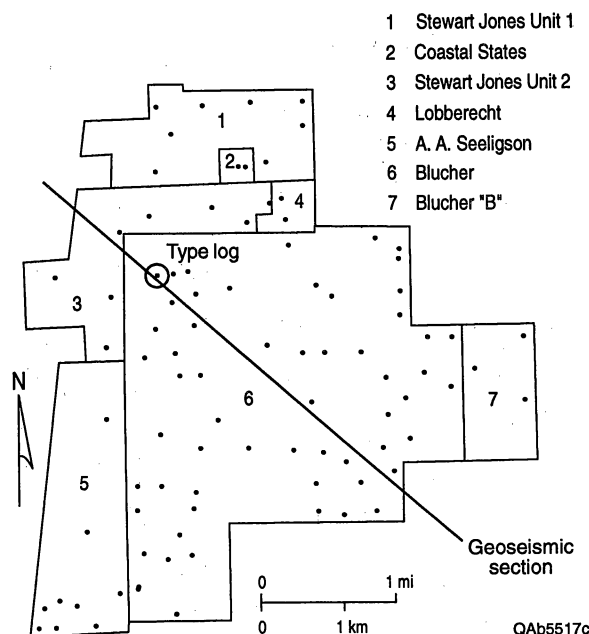 1 Stewart Jones Unit 1
2 Coastal States
3 Stewart Jones Unit 2
4 Lobberecht
5 A. A. Seeligson
6 Blucher
7 Blucher "B"
1
2
4
Type log
3
N
6
7
5
Geoseismic
section
0 1 mi
0 1 km
QAb5517c